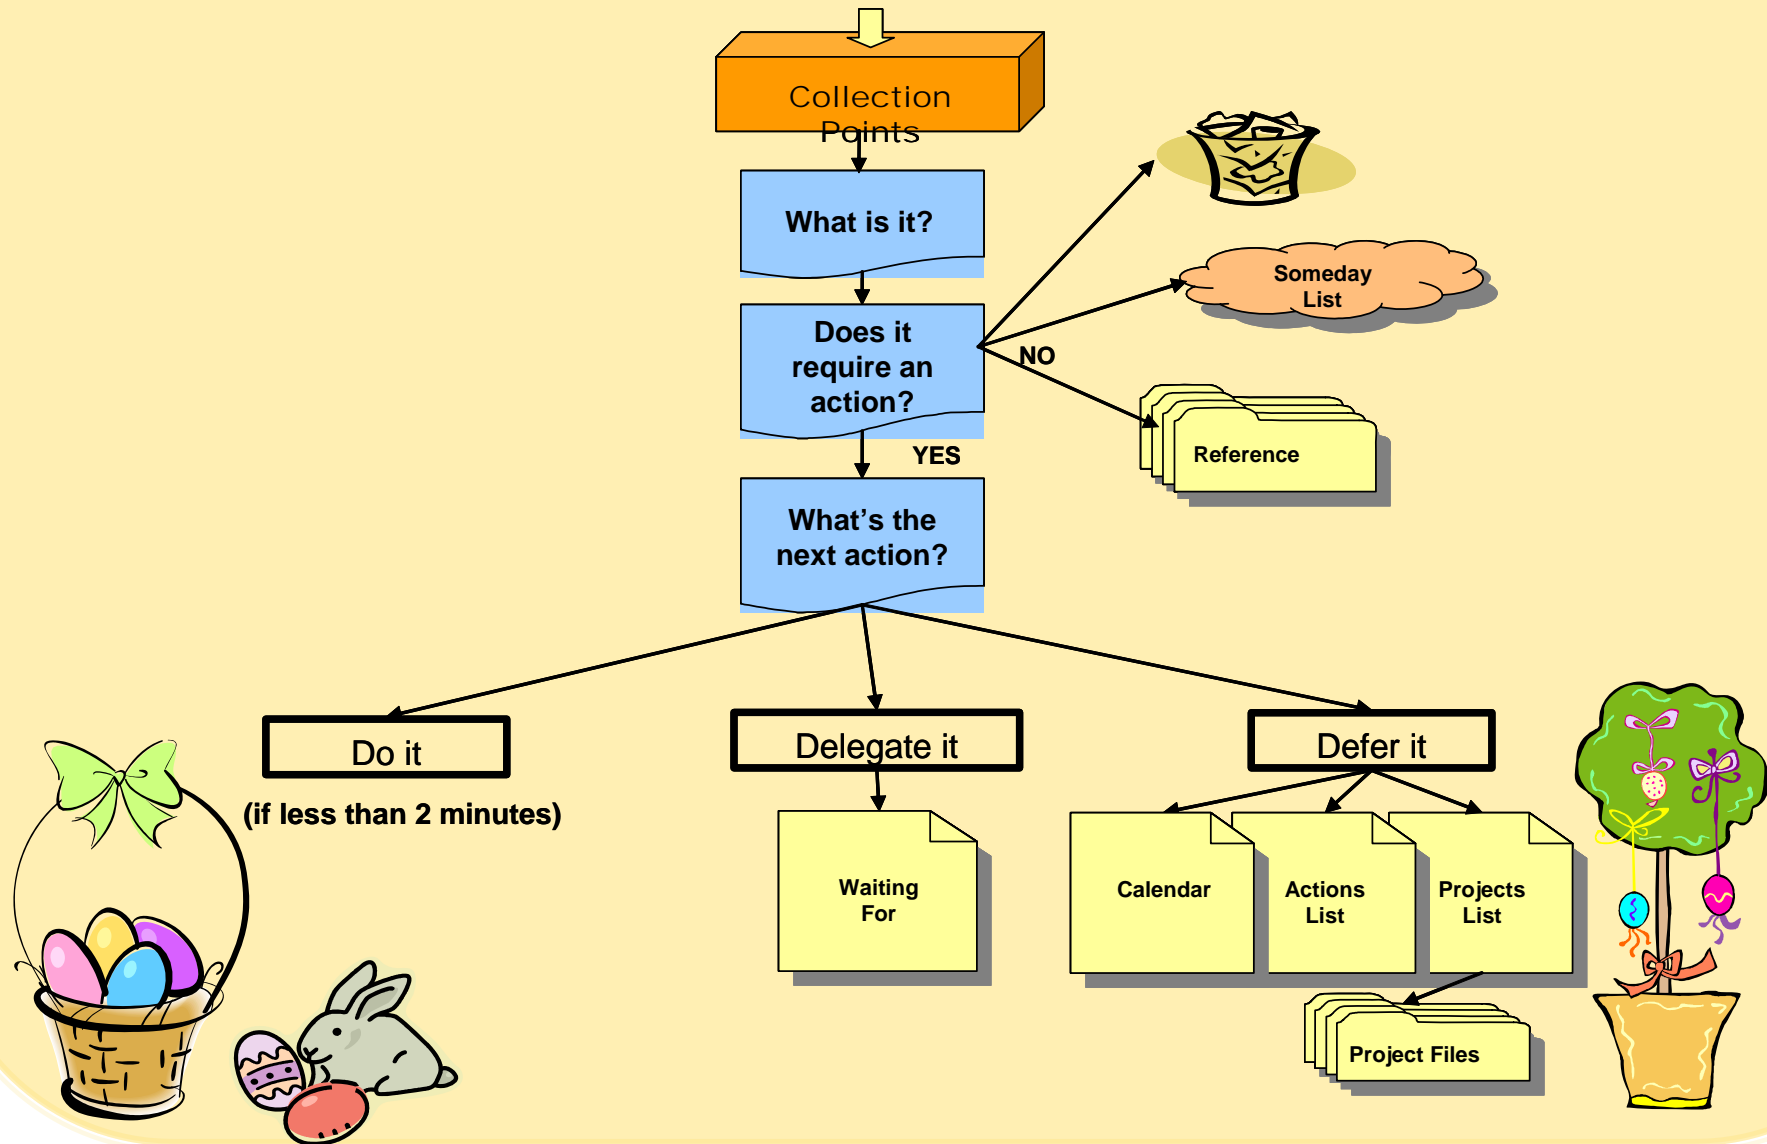 Collection
Points
What is it?
Someday
List
Does it
require an
action?
NO
Reference
YES
What's the
next action?
Do it
(if less than 2 minutes)
Delegate it
Defer it
Waiting
For
Calendar
Actions
List
Projects
List
Project Files